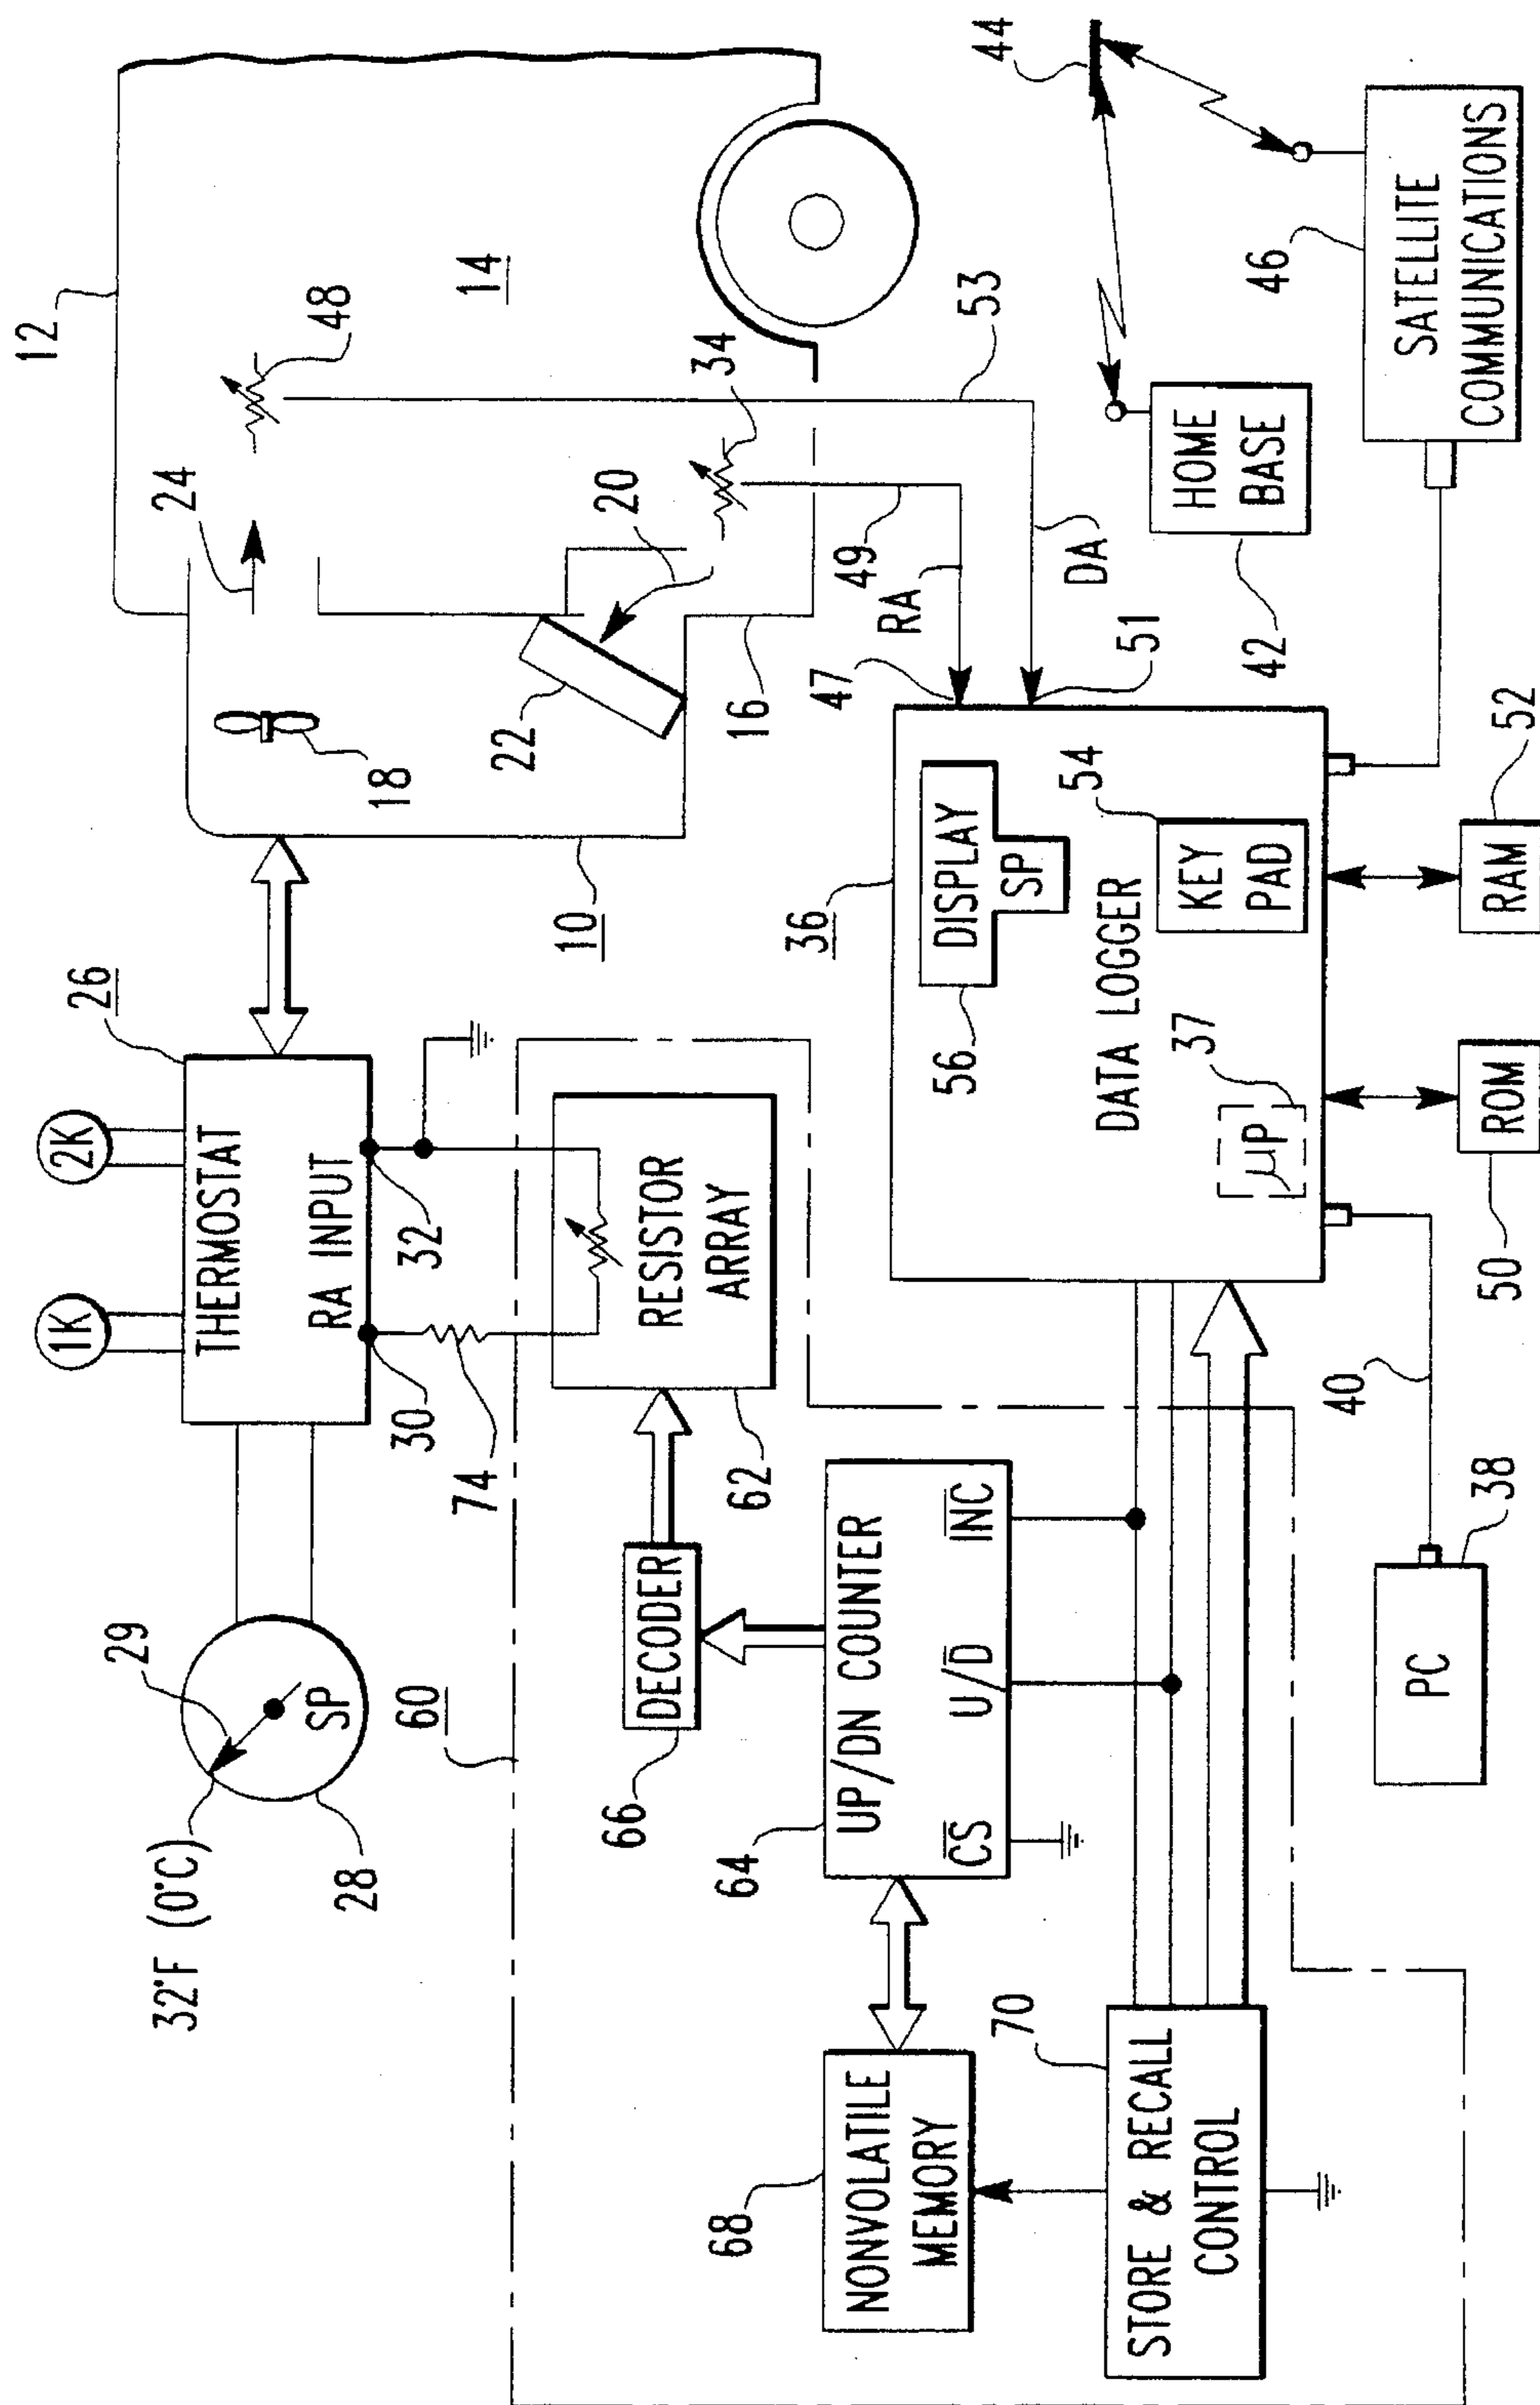 32°F (0°C)
29
SP
28
1K
2K
26
THERMOSTAT
RA INPUT
30
32
74
10
18
24
12
48
14
22
20
34
16
49
RA
47
53
DA
51
60
66
DECODER
62
RESISTOR
ARRAY
68
NONVOLATILE
MEMORY
64
UP/DN COUNTER
CS
U/D
INC
70
STORE & RECALL
CONTROL
36
56
DISPLAY
SP
DATA LOGGER
54
KEY
PAD
37
μP
42
HOME
BASE
44
46
SATELLITE
COMMUNICATIONS
40
38
PC
50
ROM
52
RAM